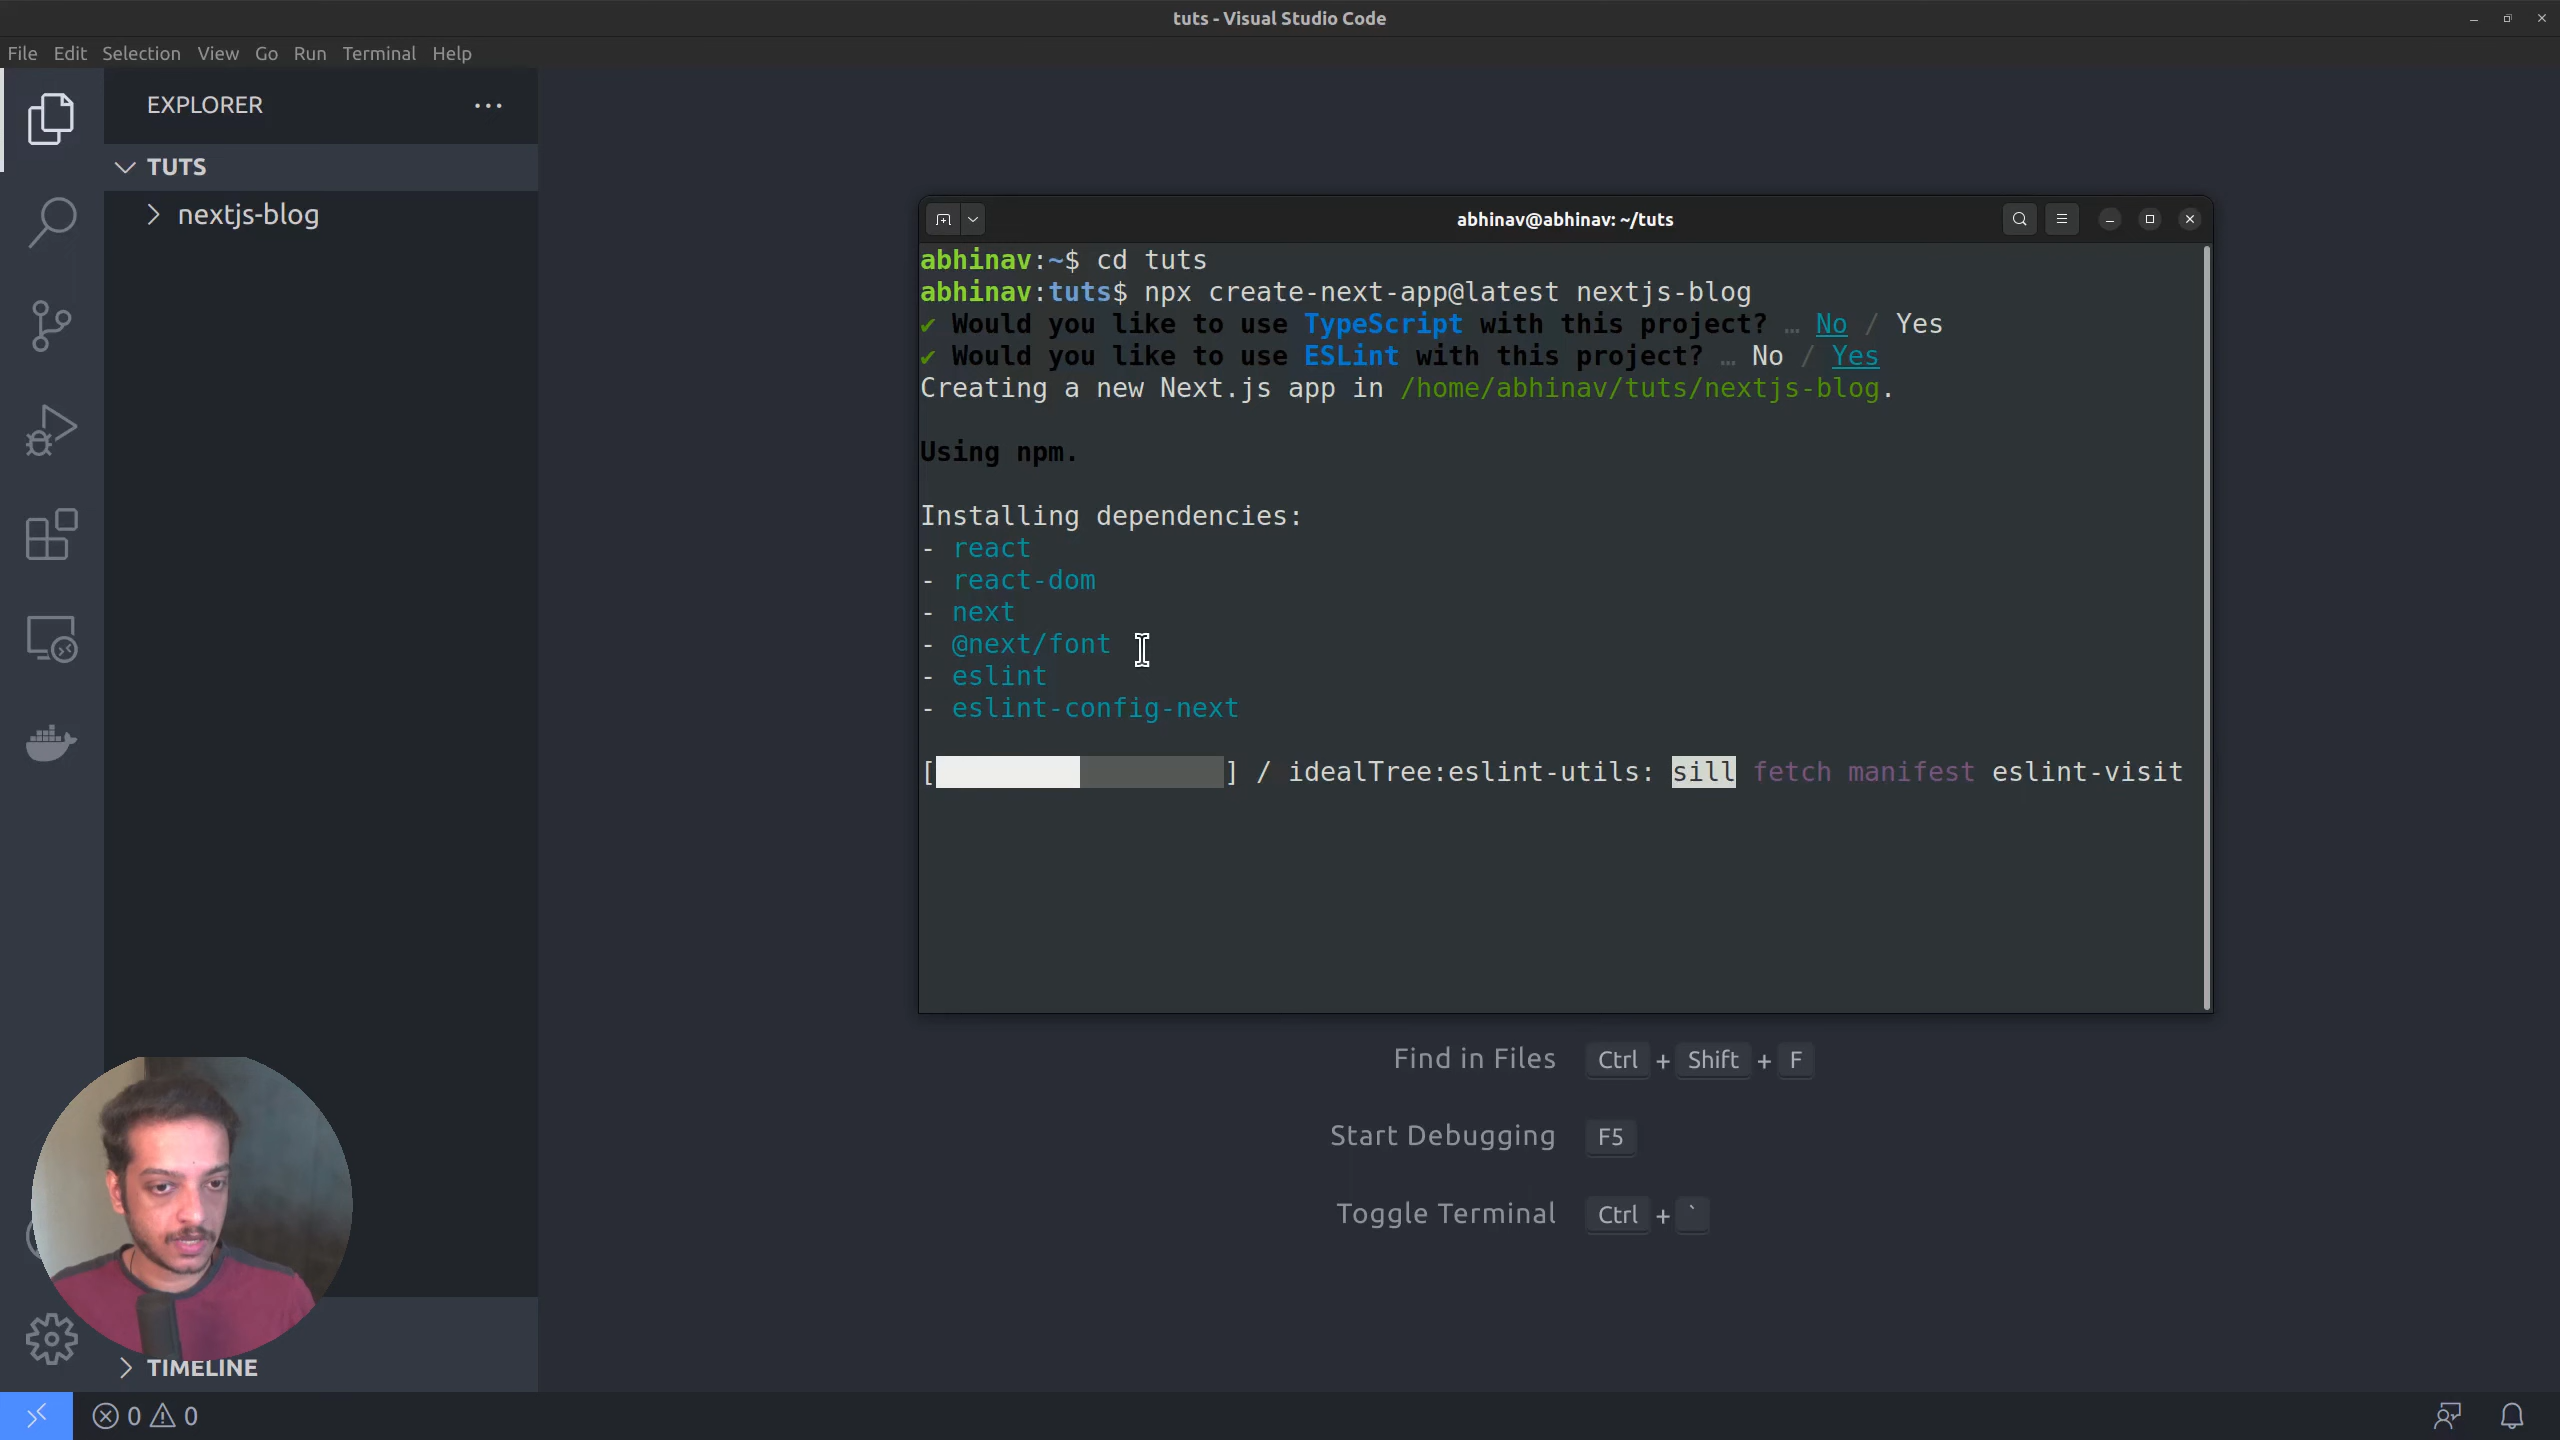 tuts - Visual Studio Code
File Edit Selection View Go Run Terminal Help
EXPLORER
TUTS
nextjs-blog
abhinav@abhinav: ~/tuts
abhinav:~$ cd tuts
abhinav:tuts$ npx create-next-app@latest nextjs-blog
✔ Would you like to use TypeScript with this project? … No / Yes
✔ Would you like to use ESLint with this project? … No / Yes
Creating a new Next.js app in /home/abhinav/tuts/nextjs-blog.
Using npm.
Installing dependencies:
- react
- react-dom
- next
- @next/font
- eslint
- eslint-config-next
[ ] / idealTree:eslint-utils: sill fetch manifest eslint-visit
Find in Files Ctrl + Shift + F
Start Debugging F5
Toggle Terminal Ctrl + `
TIMELINE
0 0